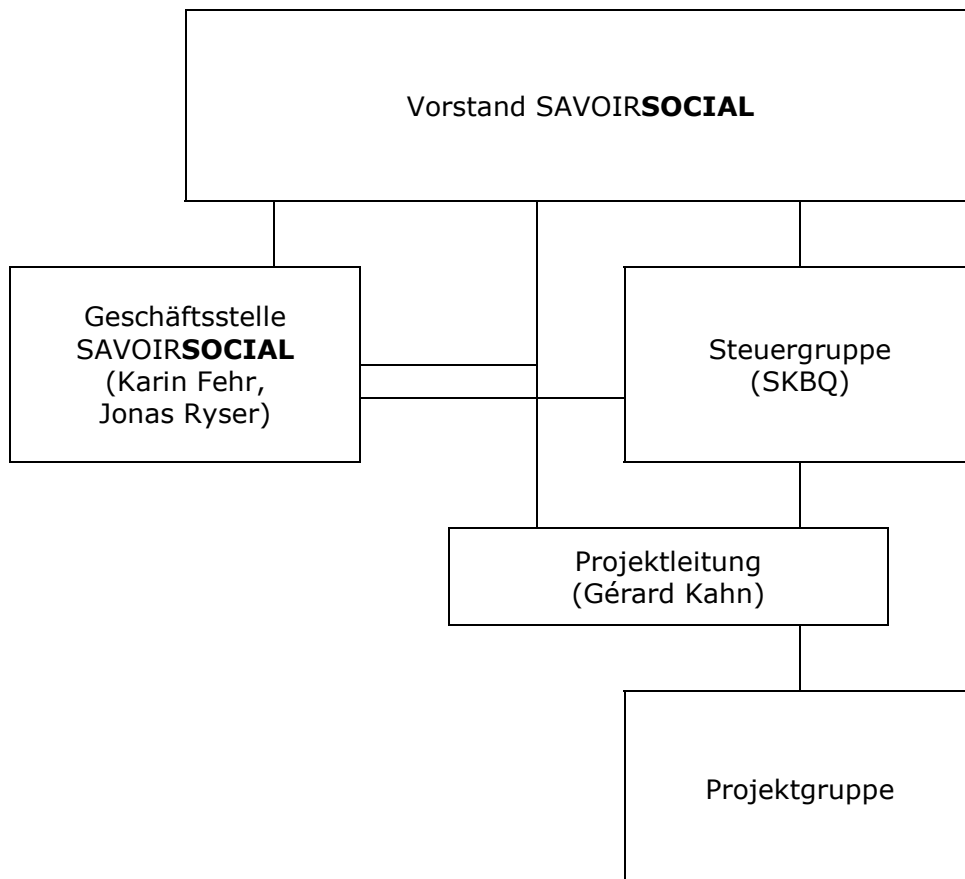 Vorstand SAVOIRSOCIAL
Geschäftsstelle
SAVOIRSOCIAL
(Karin Fehr,
Jonas Ryser)
Steuergruppe
(SKBQ)
Projektleitung
(Gérard Kahn)
Projektgruppe